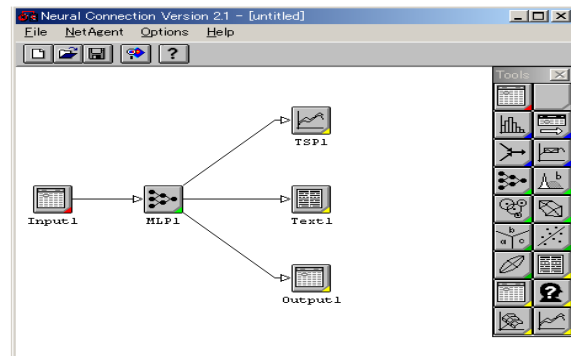 Neural Connection Version 2.1 - [untitled]
File NetAgent Options Help
Tools
TSP1
Input1 MLP1 Text1
Output1
b
b
a c